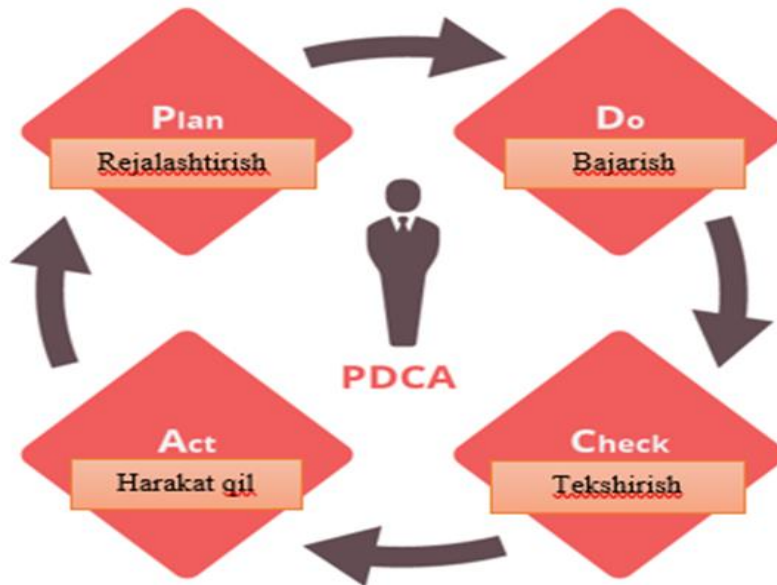 Plan
Rejalashtirish
Do
Bajarish
PDCA
Act
Harakat qil
Check
Tekshirish